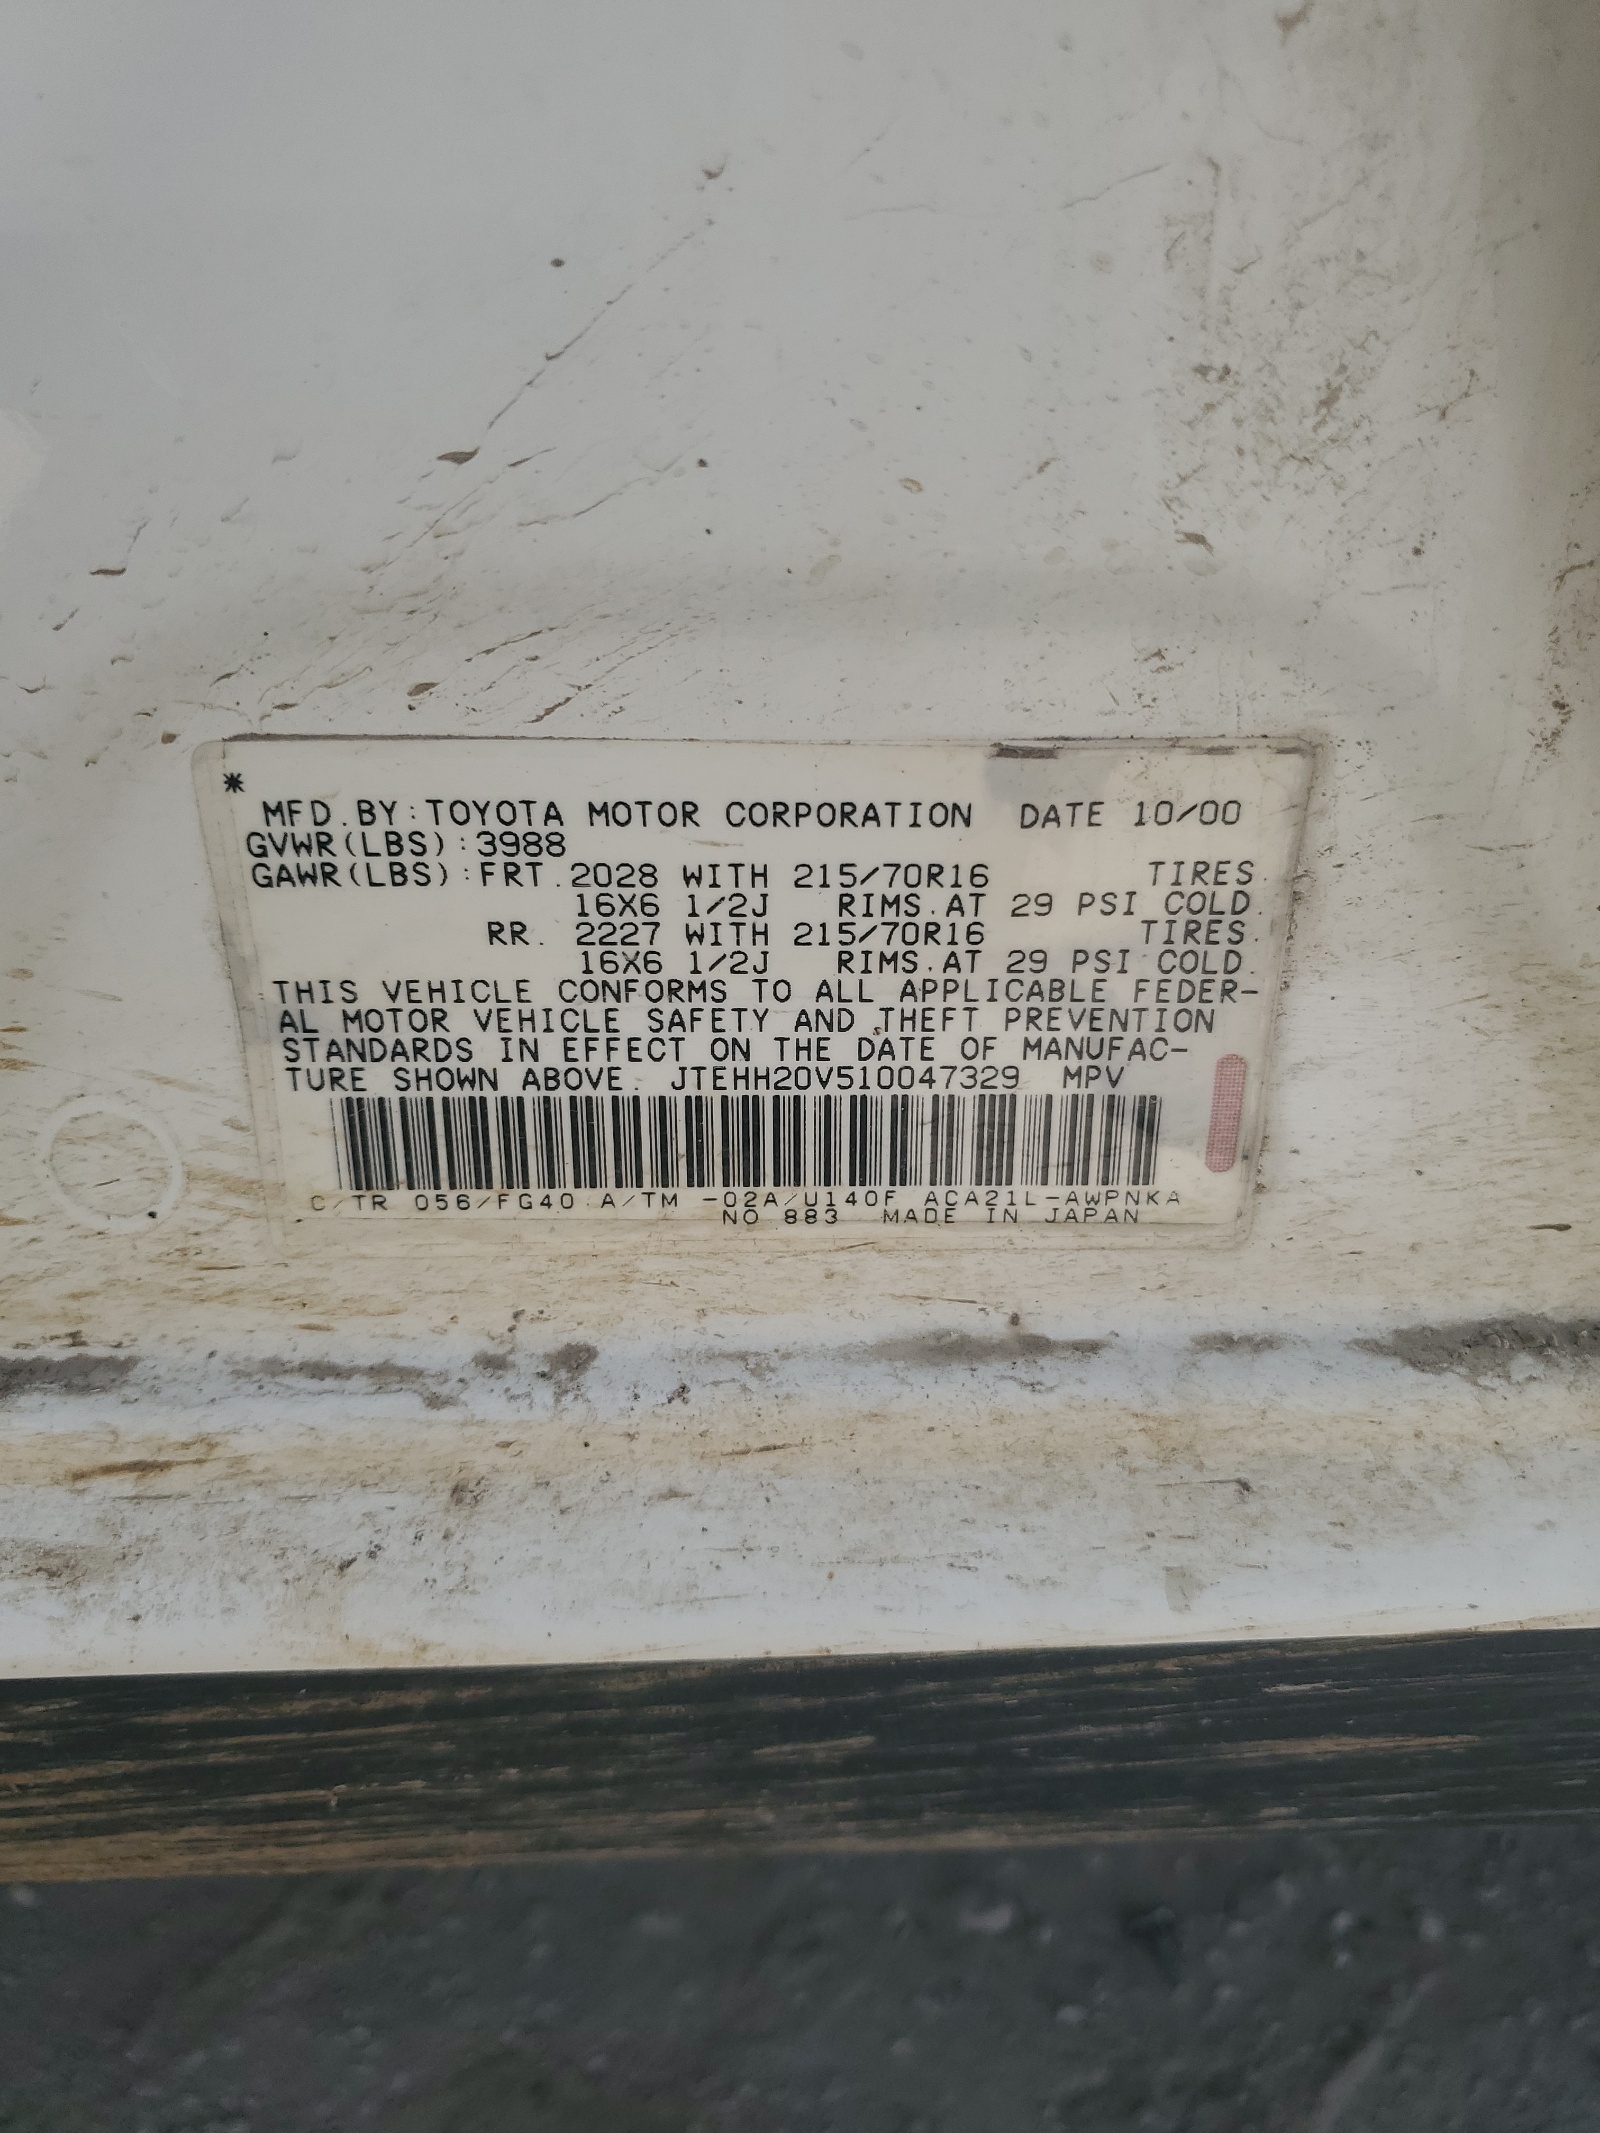 *
MFD.BY:TOYOTA MOTOR CORPORATION DATE 10/00
GVWR(LBS):3988
GAWR(LBS):FRT.2028 WITH 215/70R16 TIRES.
16X6 1/2J RIMS.AT 29 PSI COLD.
RR. 2227 WITH 215/70R16 TIRES.
16X6 1/2J RIMS.AT 29 PSI COLD.
THIS VEHICLE CONFORMS TO ALL APPLICABLE FEDER-
AL MOTOR VEHICLE SAFETY AND THEFT PREVENTION
STANDARDS IN EFFECT ON THE DATE OF MANUFAC-
TURE SHOWN ABOVE. JTEHH20V510047329 MPV
C/TR 056/FG40 A/TM -02A/U140F ACA21L-AWPNKA
NO 883 MADE IN JAPAN